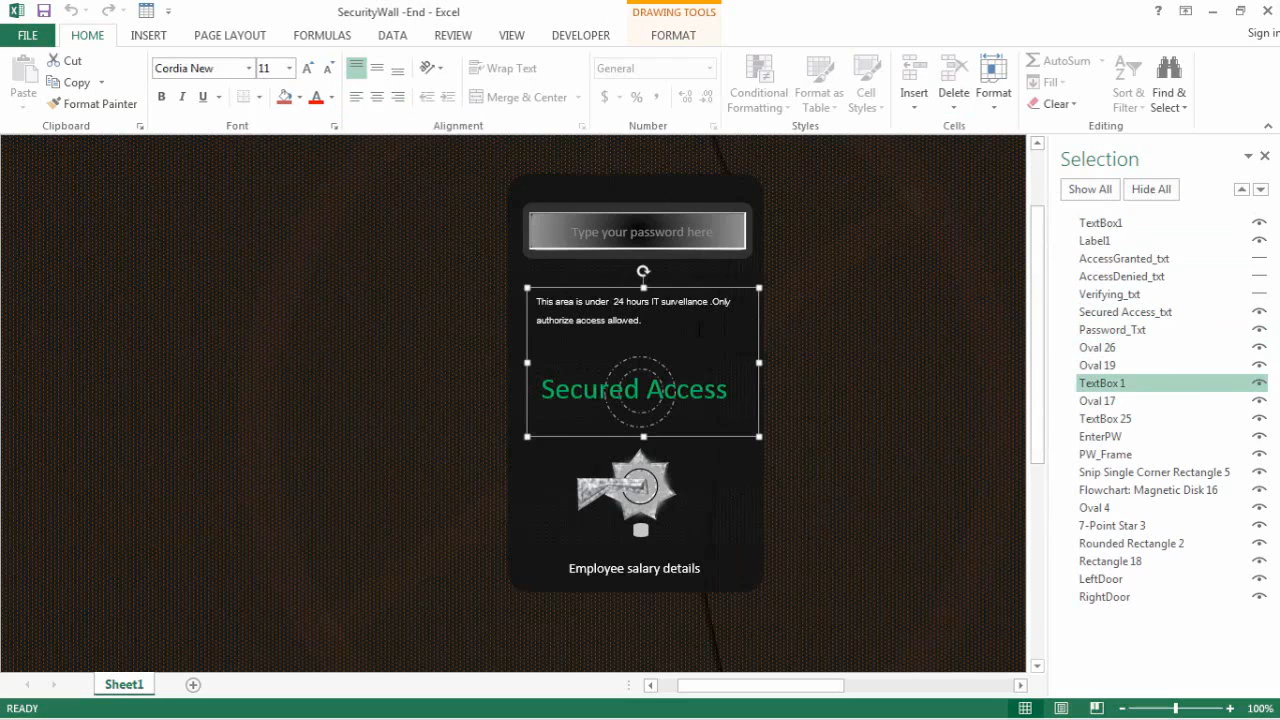 SecurityWall -End - Excel
DRAWING TOOLS
?
FILE
HOME
INSERT
PAGE LAYOUT
FORMULAS
DATA
REVIEW
VIEW
DEVELOPER
FORMAT
Sign in
Paste
Cut
Copy
Format Painter
Clipboard
Cordia New
11
A A
B I U
A
Font
Wrap Text
Merge & Center
Alignment
General
$ % ,
Number
Conditional
Formatting
Format as
Table
Cell
Styles
Styles
Insert
Delete
Format
Cells
AutoSum
Fill
Clear
Sort &
Filter
Find &
Select
Editing
Type your password here
This area is under 24 hours IT survellance .Only
authorize access allowed.
Secured Access
Employee salary details
Selection
Show All
Hide All
TextBox1
Label1
AccessGranted_txt
AccessDenied_txt
Verifying_txt
Secured Access_txt
Password_Txt
Oval 26
Oval 19
TextBox 1
Oval 17
TextBox 25
EnterPW
PW_Frame
Snip Single Corner Rectangle 5
Flowchart: Magnetic Disk 16
Oval 4
7-Point Star 3
Rounded Rectangle 2
Rectangle 18
LeftDoor
RightDoor
Sheet1
READY
100%